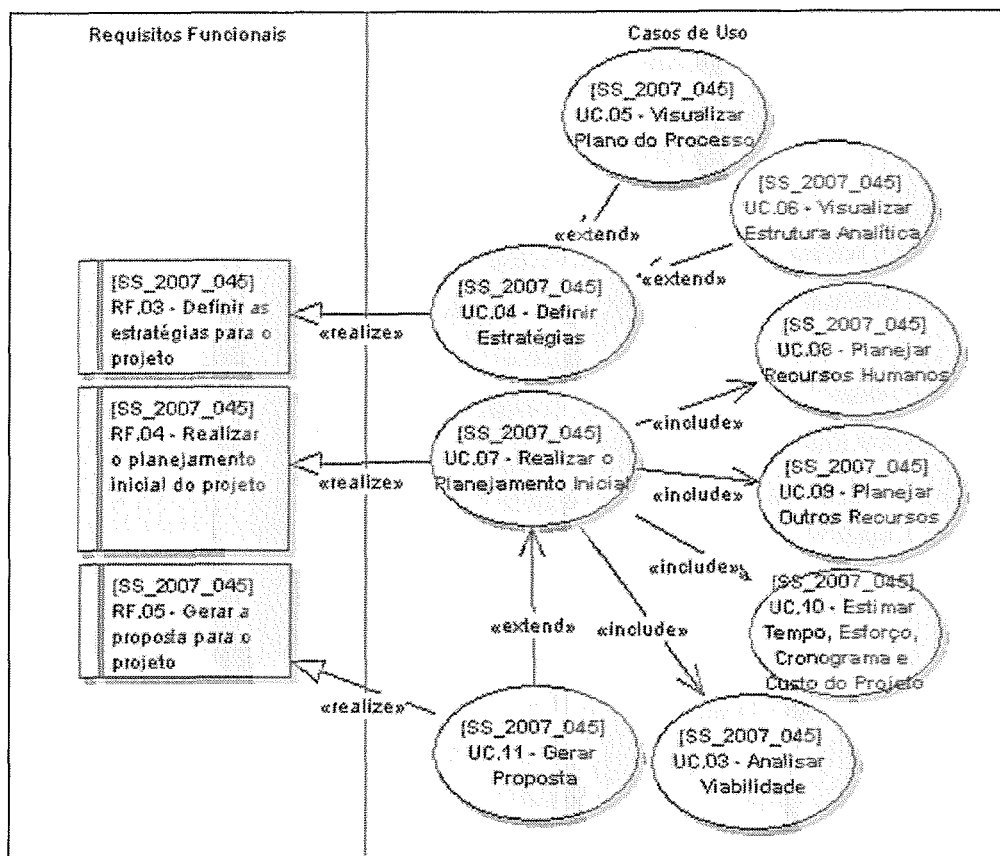 Requisitos Funcionais
Casos de Uso
[SS_2007_045]
UC.05 - Visualizar
Plano do Processo
[SS_2007_045]
UC.06 - Visualizar
Estrutura Analítica
«extend»
«extend»
[SS_2007_045]
RF.03 - Definir as
estratégias para o
projeto
«realize»
[SS_2007_045]
UC.04 - Definir
Estratégias
[SS_2007_045]
UC.08 - Planejar
Recursos Humanos
«include»
[SS_2007_045]
RF.04 - Realizar
o planejamento
inicial do projeto
«realize»
[SS_2007_045]
UC.07 - Realizar o
Planejamento Inicial
«include»
[SS_2007_045]
UC.09 - Planejar
Outros Recursos
«include»
[SS_2007_045]
UC.10 - Estimar
Tempo, Esforço,
Cronograma e
Custo do Projeto
[SS_2007_045]
RF.05 - Gerar a
proposta para o
projeto
«extend»
«include»
«realize»
[SS_2007_045]
UC.11 - Gerar
Proposta
[SS_2007_045]
UC.03 - Analisar
Viabilidade